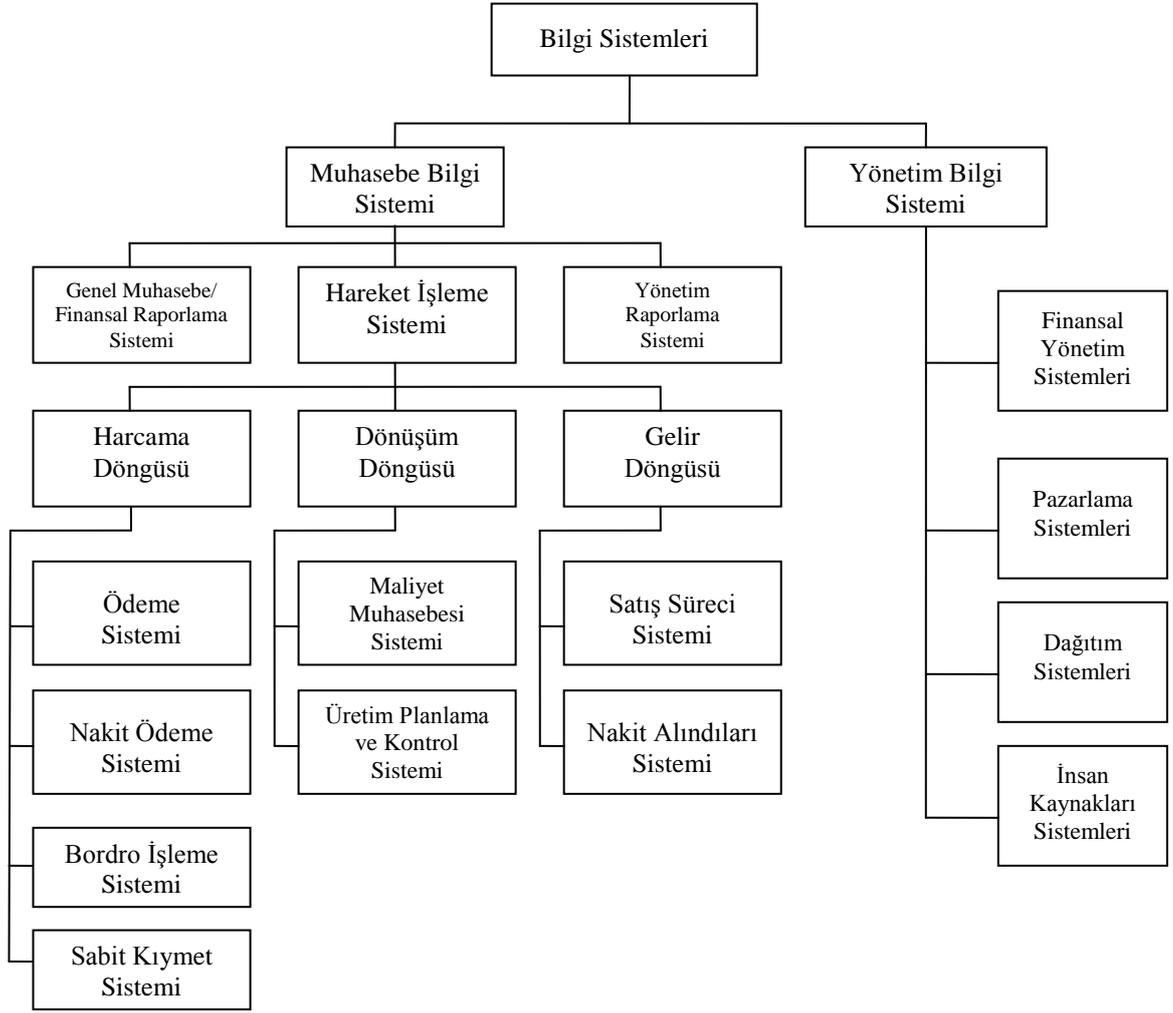 Bilgi Sistemleri
Muhasebe Bilgi
Sistemi
Yönetim Bilgi
Sistemi
Genel Muhasebe/
Finansal Raporlama
Sistemi
Hareket İşleme
Sistemi
Yönetim
Raporlama
Sistemi
Harcama
Döngüsü
Dönüşüm
Döngüsü
Gelir
Döngüsü
Ödeme
Sistemi
Nakit Ödeme
Sistemi
Bordro İşleme
Sistemi
Sabit Kıymet
Sistemi
Maliyet
Muhasebesi
Sistemi
Üretim Planlama
ve Kontrol
Sistemi
Satış Süreci
Sistemi
Nakit Alındıları
Sistemi
Finansal
Yönetim
Sistemleri
Pazarlama
Sistemleri
Dağıtım
Sistemleri
İnsan
Kaynakları
Sistemleri